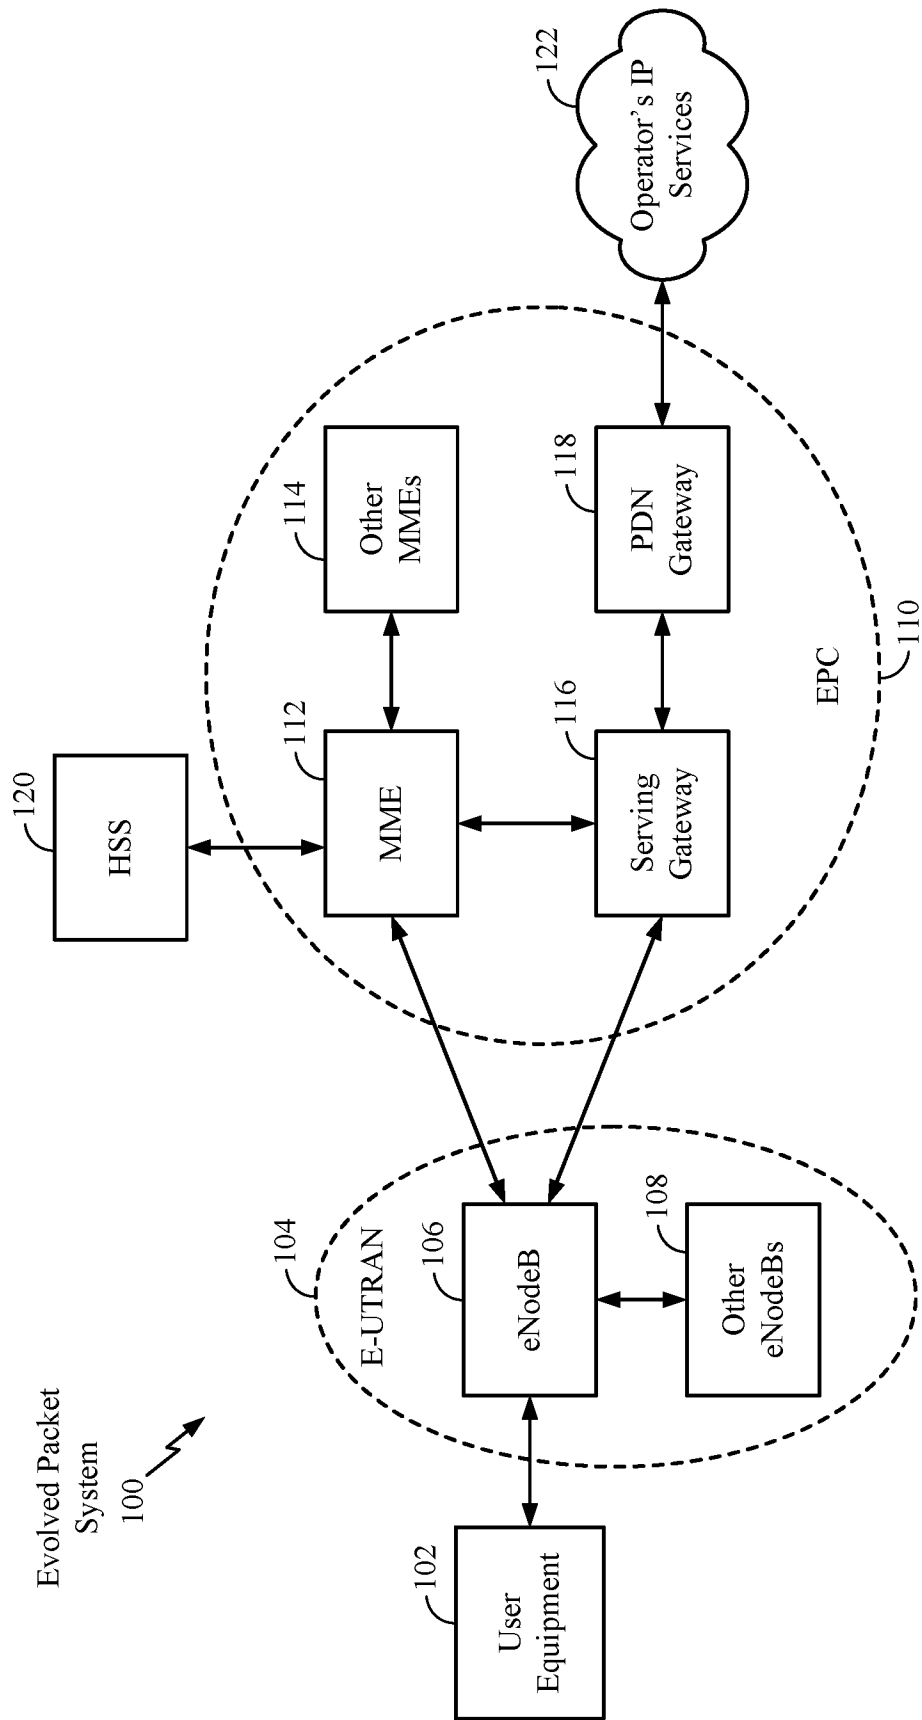 Evolved Packet
System
100
102
User
Equipment
104
E-UTRAN
106
eNodeB
108
Other
eNodeBs
120
HSS
112
MME
114
Other
MMEs
116
Serving
Gateway
118
PDN
Gateway
EPC
110
122
Operator's IP
Services